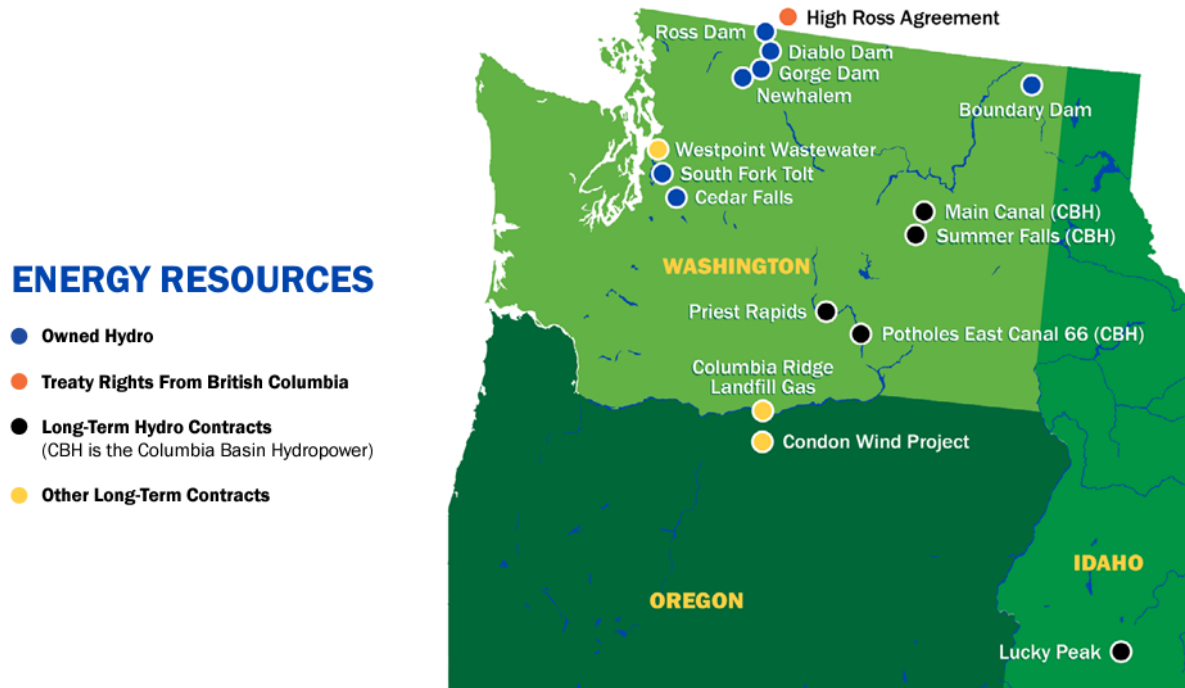 High Ross Agreement
Ross Dam
Diablo Dam
Gorge Dam
Newhalem
Boundary Dam
Westpoint Wastewater
South Fork Tolt
Cedar Falls
Main Canal (CBH)
Summer Falls (CBH)
WASHINGTON
ENERGY RESOURCES
Owned Hydro
Treaty Rights From British Columbia
Long-Term Hydro Contracts
(CBH is the Columbia Basin Hydropower)
Other Long-Term Contracts
Priest Rapids
Potholes East Canal 66 (CBH)
Columbia Ridge
Landfill Gas
Condon Wind Project
IDAHO
OREGON
Lucky Peak